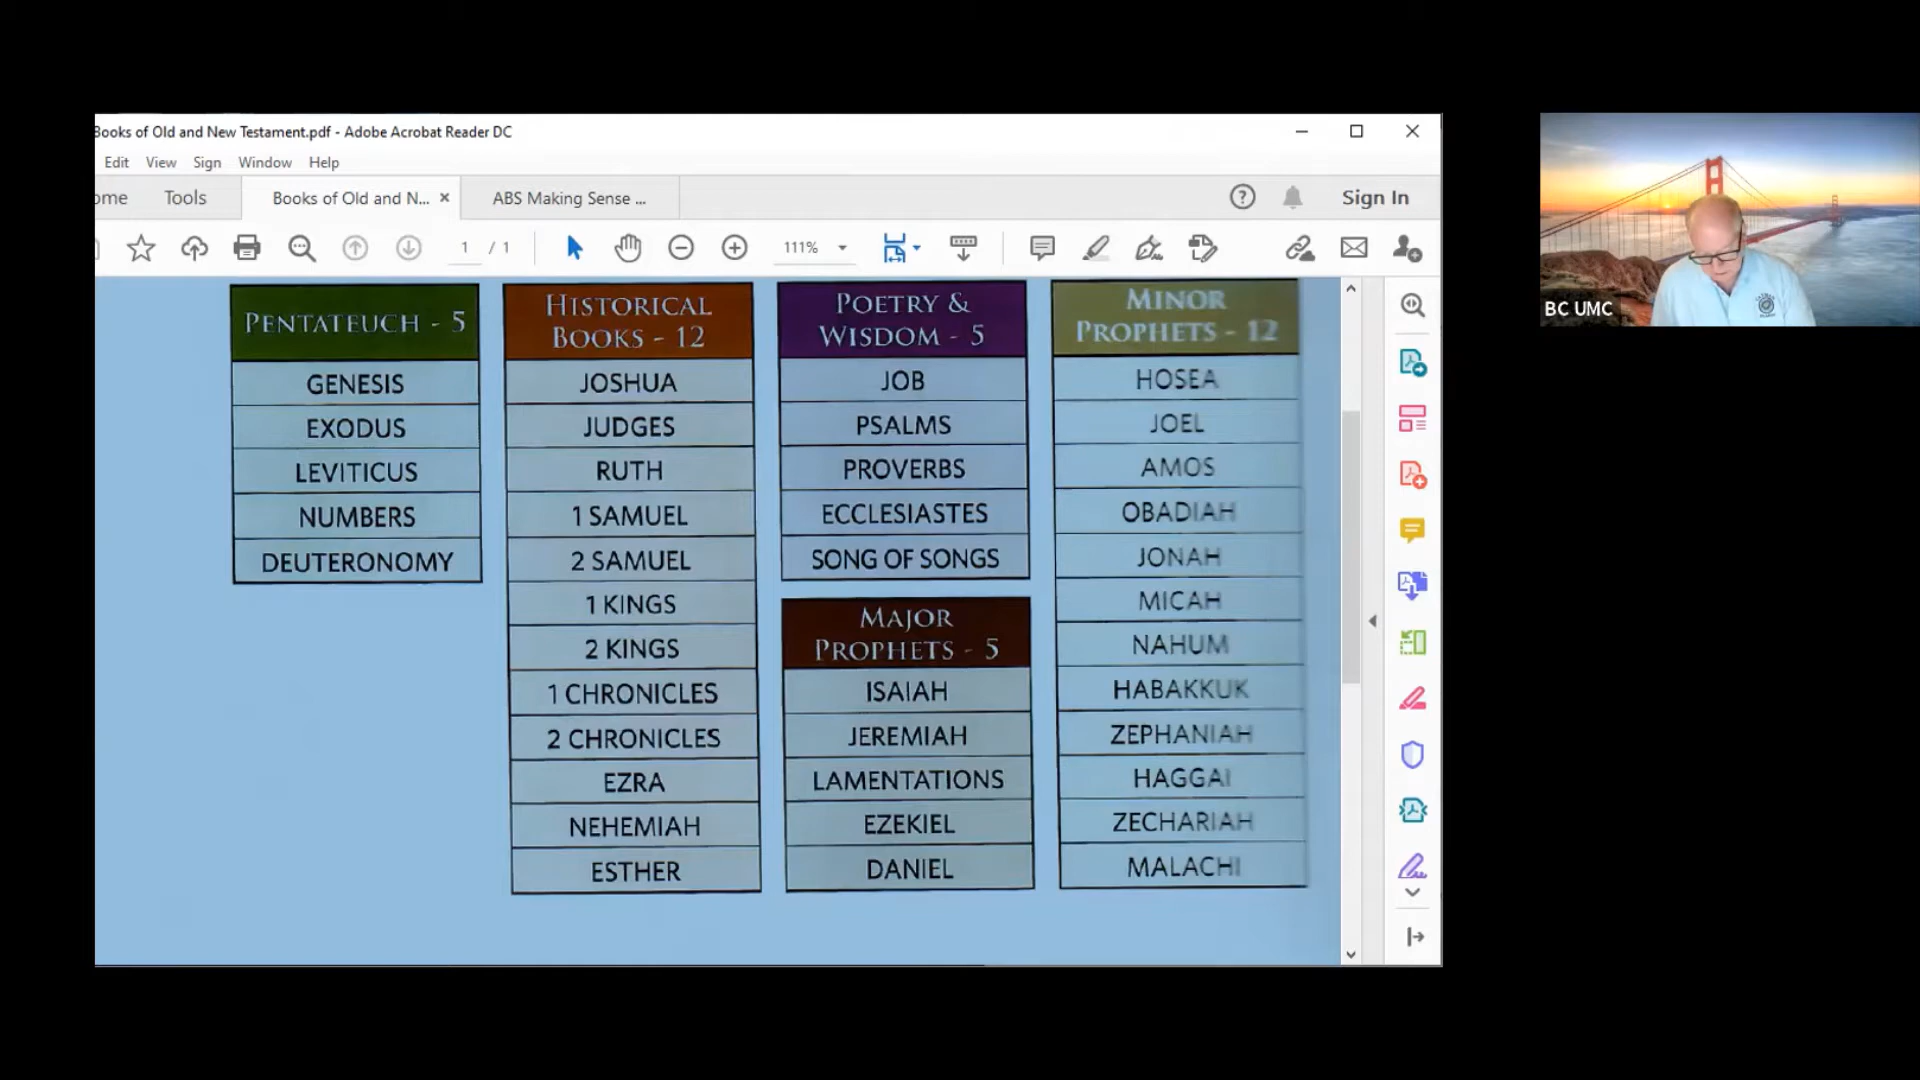 Books of Old and New Testament.pdf - Adobe Acrobat Reader DC
Edit View Sign Window Help
ome Tools Books of Old and N... × ABS Making Sense ... Sign In
1 / 1 111%
PENTATEUCH - 5
GENESIS
EXODUS
LEVITICUS
NUMBERS
DEUTERONOMY
HISTORICAL
BOOKS - 12
JOSHUA
JUDGES
RUTH
1 SAMUEL
2 SAMUEL
1 KINGS
2 KINGS
1 CHRONICLES
2 CHRONICLES
EZRA
NEHEMIAH
ESTHER
POETRY &
WISDOM - 5
JOB
PSALMS
PROVERBS
ECCLESIASTES
SONG OF SONGS
MAJOR
PROPHETS - 5
ISAIAH
JEREMIAH
LAMENTATIONS
EZEKIEL
DANIEL
MINOR
PROPHETS - 12
HOSEA
JOEL
AMOS
OBADIAH
JONAH
MICAH
NAHUM
HABAKKUK
ZEPHANIAH
HAGGAI
ZECHARIAH
MALACHI
BC UMC